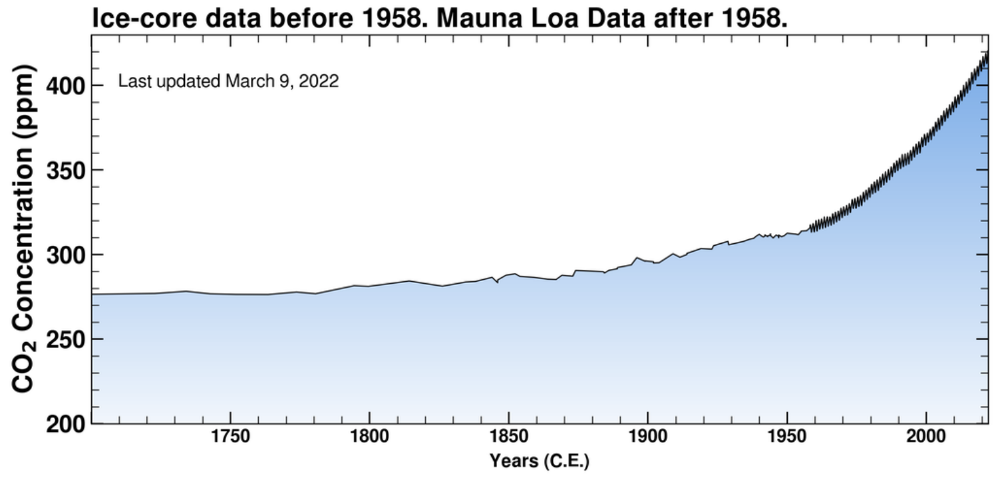 Ice-core data before 1958. Mauna Loa Data after 1958.
Last updated March 9, 2022
CO₂ Concentration (ppm)
400
350
300
250
200
1750 1800 1850 1900 1950 2000
Years (C.E.)